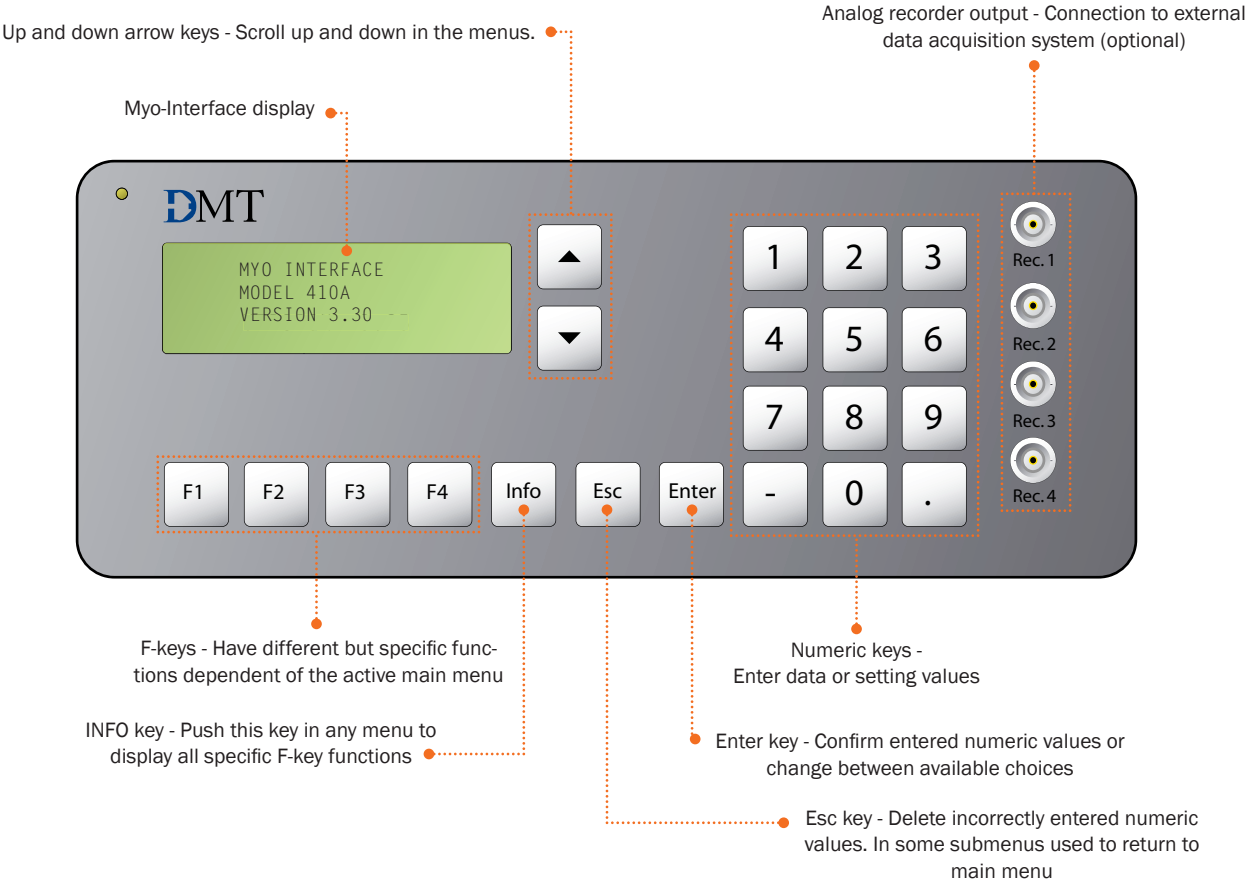 Analog recorder output - Connection to external
data acquisition system (optional)
Up and down arrow keys - Scroll up and down in the menus.
Myo-Interface display
DMT
MYO INTERFACE
MODEL 410A
VERSION 3.30 --
1 2 3
4 5 6
7 8 9
- 0 .
Rec.1
Rec.2
Rec.3
Rec.4
F1 F2 F3 F4 Info Esc Enter
F-keys - Have different but specific func-
tions dependent of the active main menu
Numeric keys -
Enter data or setting values
INFO key - Push this key in any menu to
display all specific F-key functions
Enter key - Confirm entered numeric values or
change between available choices
Esc key - Delete incorrectly entered numeric
values. In some submenus used to return to
main menu